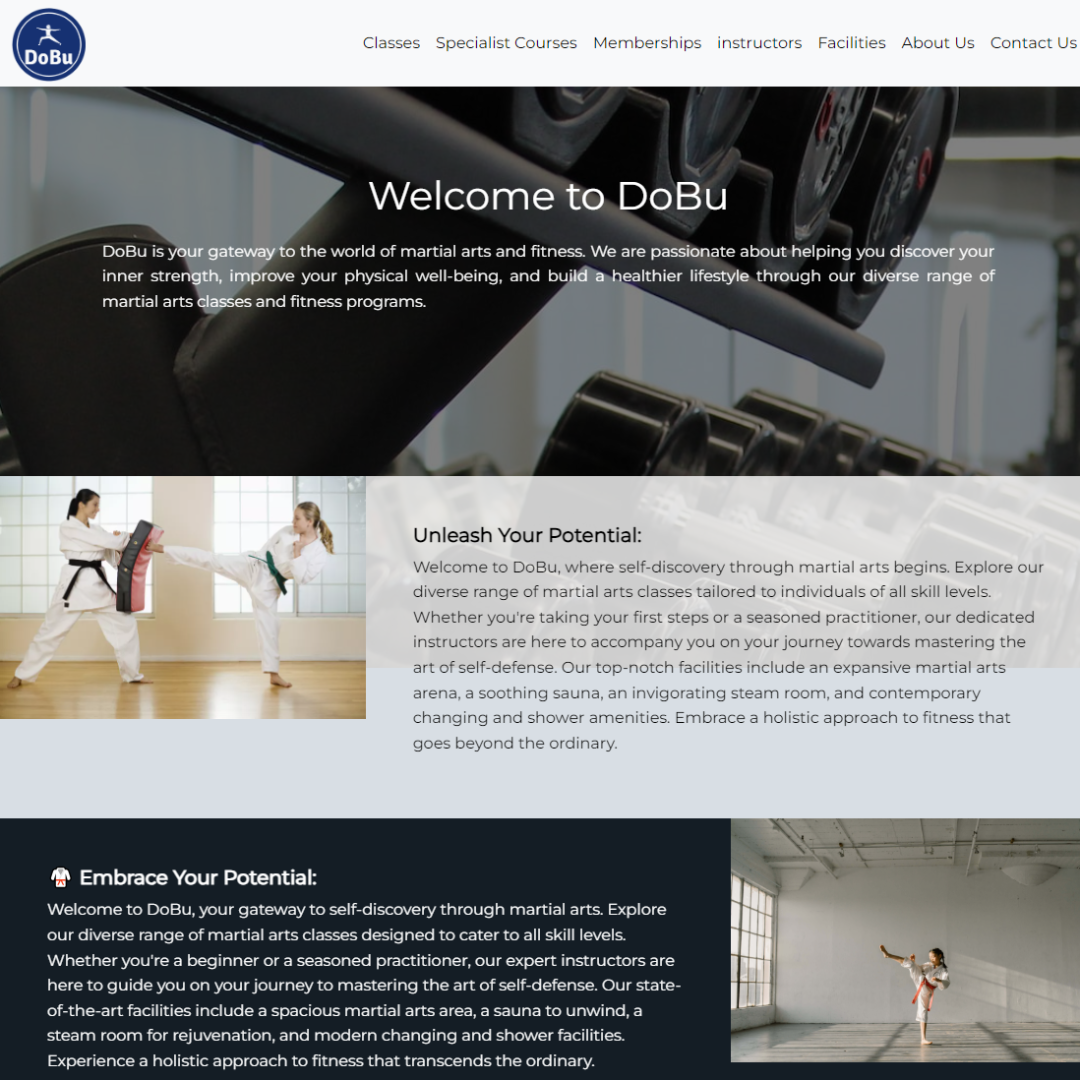 DoBu
Classes Specialist Courses Memberships instructors Facilities About Us Contact Us
Welcome to DoBu
DoBu is your gateway to the world of martial arts and fitness. We are passionate about helping you discover your
inner strength, improve your physical well-being, and build a healthier lifestyle through our diverse range of
martial arts classes and fitness programs.
Unleash Your Potential:
Welcome to DoBu, where self-discovery through martial arts begins. Explore our
diverse range of martial arts classes tailored to individuals of all skill levels.
Whether you're taking your first steps or a seasoned practitioner, our dedicated
instructors are here to accompany you on your journey towards mastering the
art of self-defense. Our top-notch facilities include an expansive martial arts
arena, a soothing sauna, an invigorating steam room, and contemporary
changing and shower amenities. Embrace a holistic approach to fitness that
goes beyond the ordinary.
🥋 Embrace Your Potential:
Welcome to DoBu, your gateway to self-discovery through martial arts. Explore
our diverse range of martial arts classes designed to cater to all skill levels.
Whether you're a beginner or a seasoned practitioner, our expert instructors are
here to guide you on your journey to mastering the art of self-defense. Our state-
of-the-art facilities include a spacious martial arts area, a sauna to unwind, a
steam room for rejuvenation, and modern changing and shower facilities.
Experience a holistic approach to fitness that transcends the ordinary.